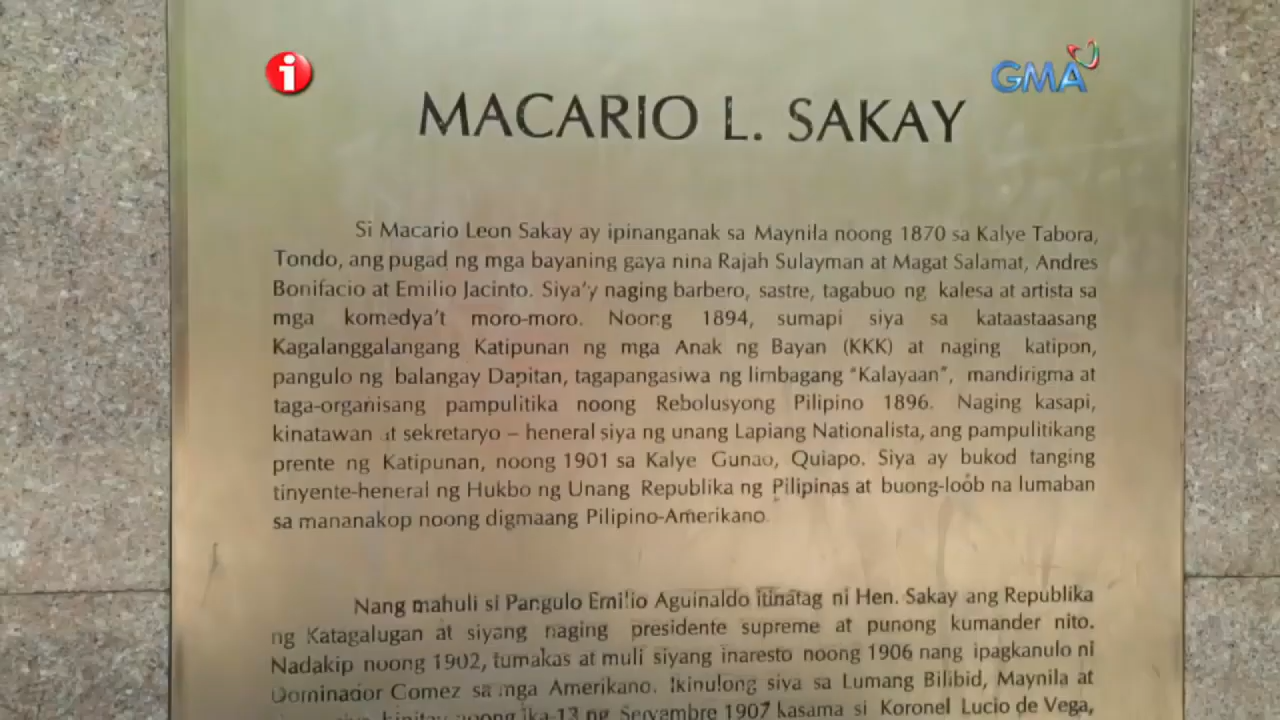 i
GMA
MACARIO L. SAKAY
Si Macario Leon Sakay ay ipinanganak sa Maynila noong 1870 sa Kalye Tabora,
Tondo, ang pugad ng mga bayaning gaya nina Rajah Sulayman at Magat Salamat, Andres
Bonifacio at Emilio Jacinto. Siya'y naging barbero, sastre, tagabuo ng kalesa at artista sa
mga komedya't moro-moro. Noong 1894, sumapi siya sa kataastaasang
Kagalanggalangang Katipunan ng mga Anak ng Bayan (KKK) at naging katipon,
pangulo ng balangay Dapitan, tagapangasiwa ng limbagang "Kalayaan", mandirigma at
taga-organisang pampulitika noong Rebolusyong Pilipino 1896. Naging kasapi,
kinatawan at sekretaryo – heneral siya ng unang Lapiang Nationalista, ang pampulitikang
prente ng Katipunan, noong 1901 sa Kalye Gunao, Quiapo. Siya ay bukod tanging
tinyente-heneral ng Hukbo ng Unang Republika ng Pilipinas at buong-loob na lumaban
sa mananakop noong digmaang Pilipino-Amerikano.
Nang mahuli si Pangulo Emilio Aguinaldo itinatag ni Hen. Sakay ang Republika
ng Katagalugan at siyang naging presidente supreme at punong kumander nito.
Nadakip noong 1902, tumakas at muli siyang inaresto noong 1906 nang ipagkanulo ni
Dominador Gomez sa mga Amerikano. Ikinulong siya sa Lumang Bilibid, Maynila at
noong ika-13 ng Setyembre 1907 kasama si Koronel Lucio de Vega,